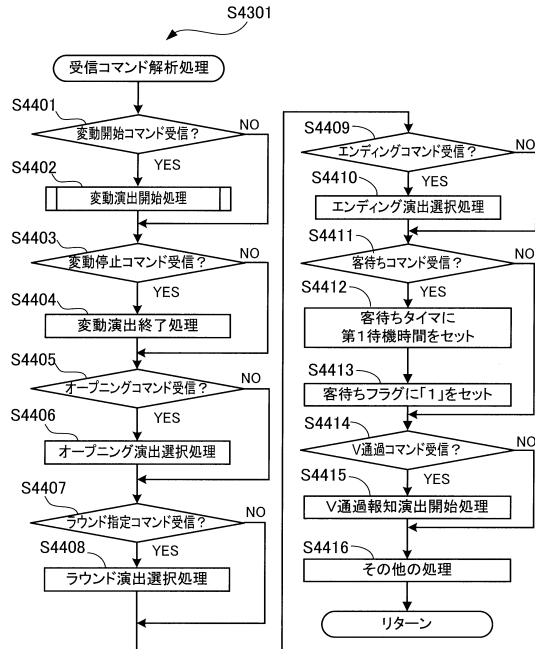 S4301
受信コマンド解析処理
S4401
変動開始コマンド受信?
NO
YES
S4402
変動演出開始処理
S4403
変動停止コマンド受信?
NO
YES
S4404
変動演出終了処理
S4405
オープニングコマンド受信?
NO
YES
S4406
オープニング演出選択処理
S4407
ラウンド指定コマンド受信?
NO
YES
S4408
ラウンド演出選択処理
S4409
エンディングコマンド受信?
NO
YES
S4410
エンディング演出選択処理
S4411
客待ちコマンド受信?
NO
YES
S4412
客待ちタイマに
第1待機時間をセット
S4413
客待ちフラグに「1」をセット
S4414
V通過コマンド受信?
NO
YES
S4415
V通過報知演出開始処理
S4416
その他の処理
リターン